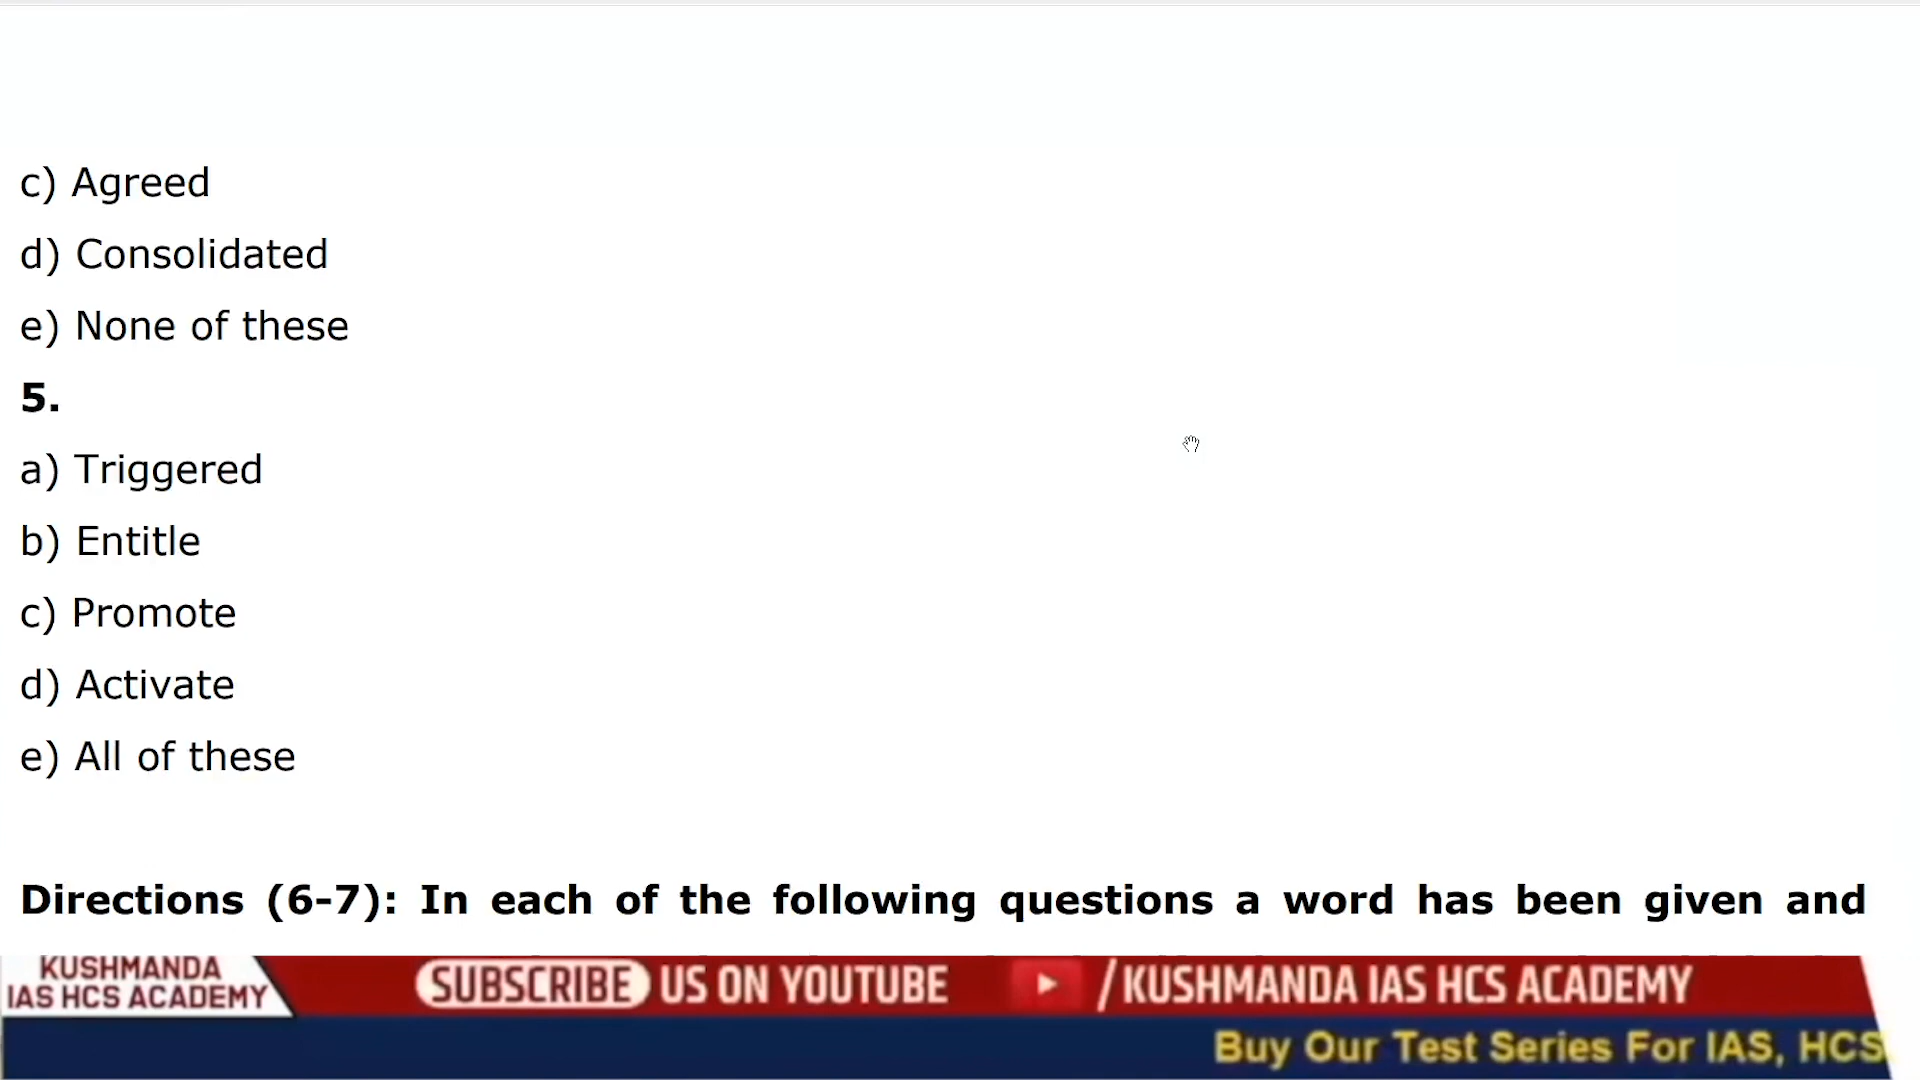 c) Agreed
d) Consolidated
e) None of these
5.
a) Triggered
b) Entitle
c) Promote
d) Activate
e) All of these
Directions (6-7): In each of the following questions a word has been given and
KUSHMANDA
IAS HCS ACADEMY
SUBSCRIBE US ON YOUTUBE /KUSHMANDA IAS HCS ACADEMY
Buy Our Test Series For IAS, HCS